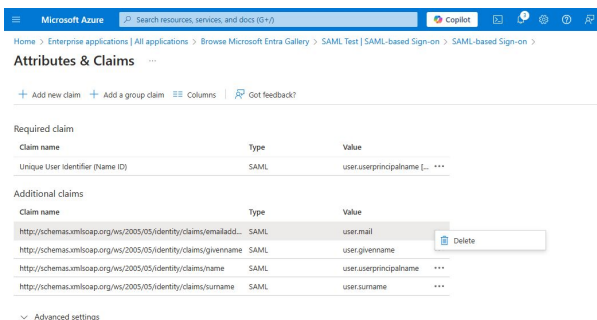 Microsoft Azure
Search resources, services, and docs (G+/)
Copilot
Home > Enterprise applications | All applications > Browse Microsoft Entra Gallery > SAML Test | SAML-based Sign-on > SAML-based Sign-on >
Attributes & Claims ...
+ Add new claim + Add a group claim Columns | Got feedback?
Required claim
Claim name Type Value
Unique User Identifier (Name ID) SAML user.userprincipalname [... •••
Additional claims
Claim name Type Value
http://schemas.xmlsoap.org/ws/2005/05/identity/claims/emailadd... SAML user.mail
Delete
http://schemas.xmlsoap.org/ws/2005/05/identity/claims/givenname SAML user.givenname
http://schemas.xmlsoap.org/ws/2005/05/identity/claims/name SAML user.userprincipalname •••
http://schemas.xmlsoap.org/ws/2005/05/identity/claims/surname SAML user.surname •••
Advanced settings